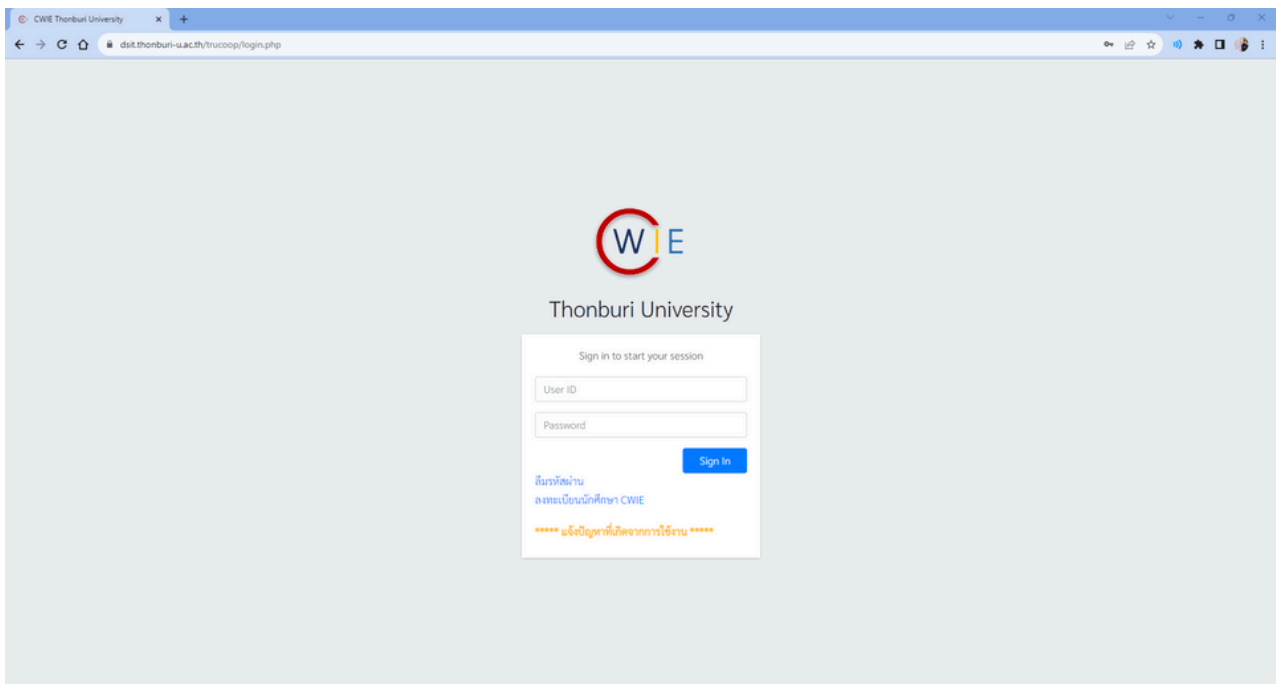 CWIE Thonburi University
dsit.thonburi-u.ac.th/trucoop/login.php
CWIE
Thonburi University
Sign in to start your session
User ID
Password
Sign In
ลืมรหัสผ่าน
ลงทะเบียนนักศึกษา CWIE
***** แจ้งปัญหาที่เกิดจากการใช้งาน *****